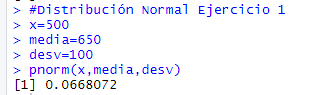 > #Distribución Normal Ejercicio 1
> x=500
> media=650
> desv=100
> pnorm(x,media,desv)
[1] 0.0668072